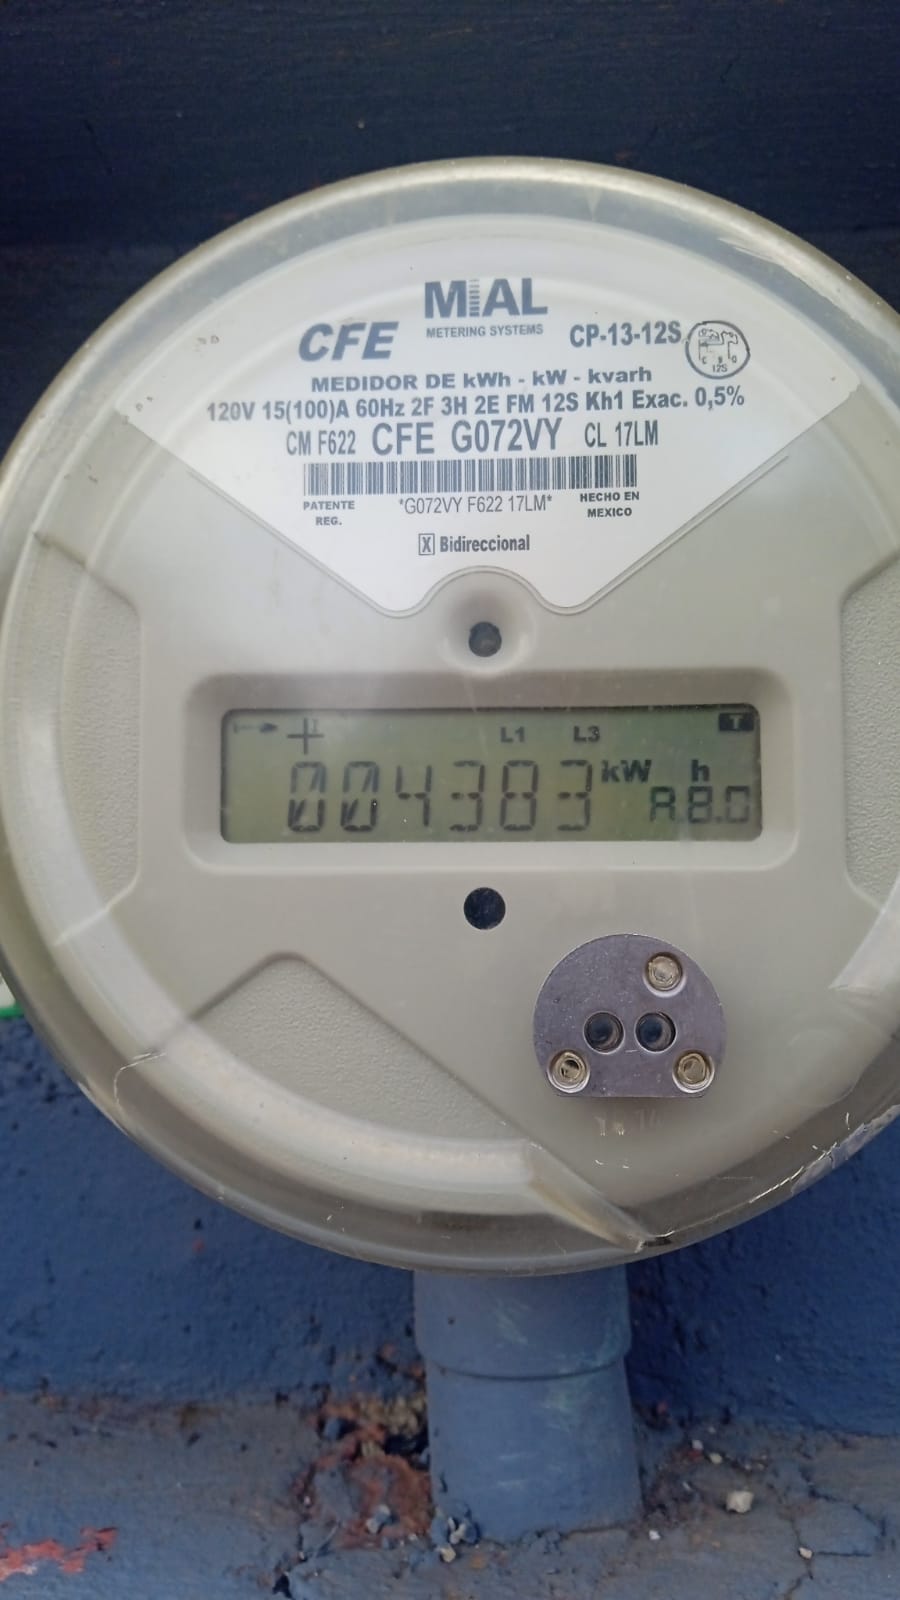 MIAL
METERING SYSTEMS
CFE
CP-13-12S
12S
MEDIDOR DE kWh - kW - kvarh
120V 15(100)A 60Hz 2F 3H 2E FM 12S Kh1 Exac. 0,5%
CM F622 CFE G072VY CL 17LM
PATENTE REG.
*G072VY F622 17LM*
HECHO EN MEXICO
X Bidireccional
L1 L3 T
004383 kW h A.8.0